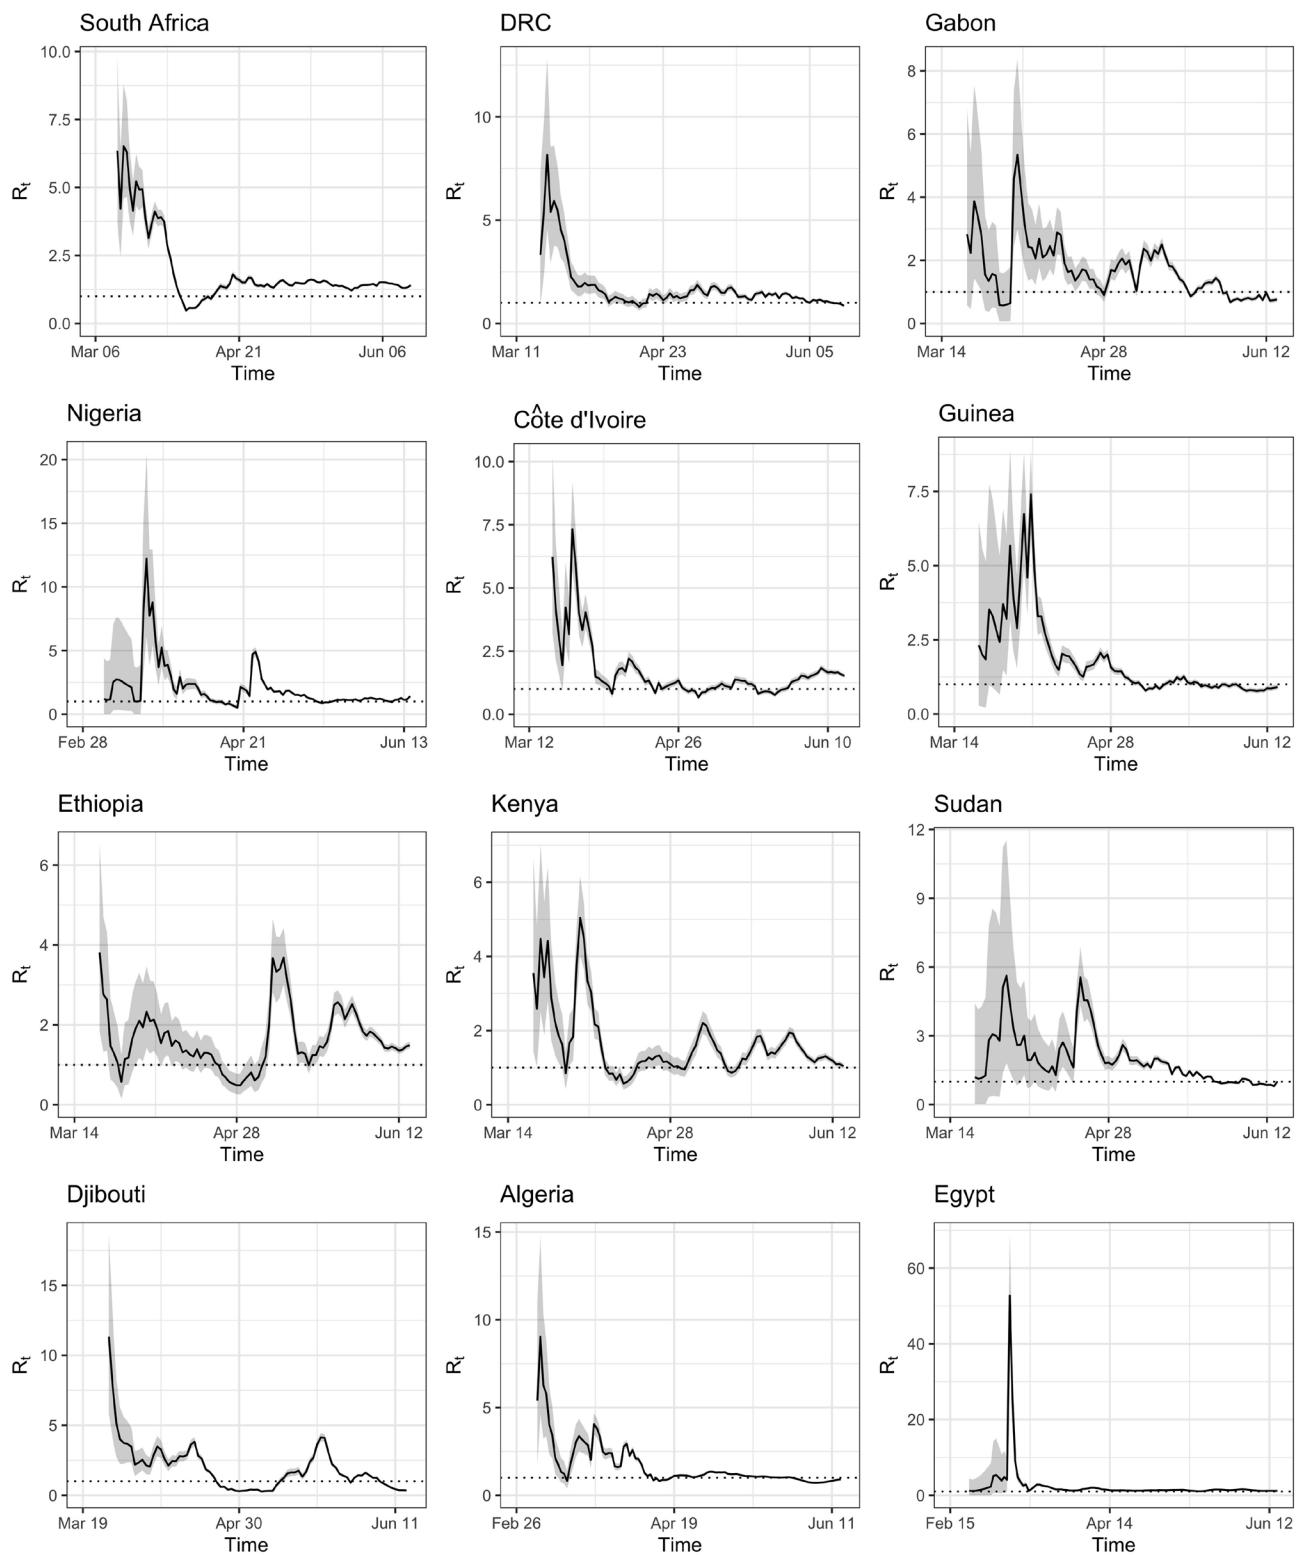 South Africa
DRC
Gabon
10.0
7.5
5.0
2.5
0.0
Rt
Mar 06
Apr 21
Jun 06
Time
10
5
0
Rt
Mar 11
Apr 23
Jun 05
Time
8
6
4
2
0
Rt
Mar 14
Apr 28
Jun 12
Time
Nigeria
Côte d'Ivoire
Guinea
20
15
10
5
0
Rt
Feb 28
Apr 21
Jun 13
Time
10.0
7.5
5.0
2.5
0.0
Rt
Mar 12
Apr 26
Jun 10
Time
7.5
5.0
2.5
0.0
Rt
Mar 14
Apr 28
Jun 12
Time
Ethiopia
Kenya
Sudan
6
4
2
0
Rt
Mar 14
Apr 28
Jun 12
Time
6
4
2
0
Rt
Mar 14
Apr 28
Jun 12
Time
12
9
6
3
0
Rt
Mar 14
Apr 28
Jun 12
Time
Djibouti
Algeria
Egypt
15
10
5
0
Rt
Mar 19
Apr 30
Jun 11
Time
15
10
5
0
Rt
Feb 26
Apr 19
Jun 11
Time
60
40
20
0
Rt
Feb 15
Apr 14
Jun 12
Time